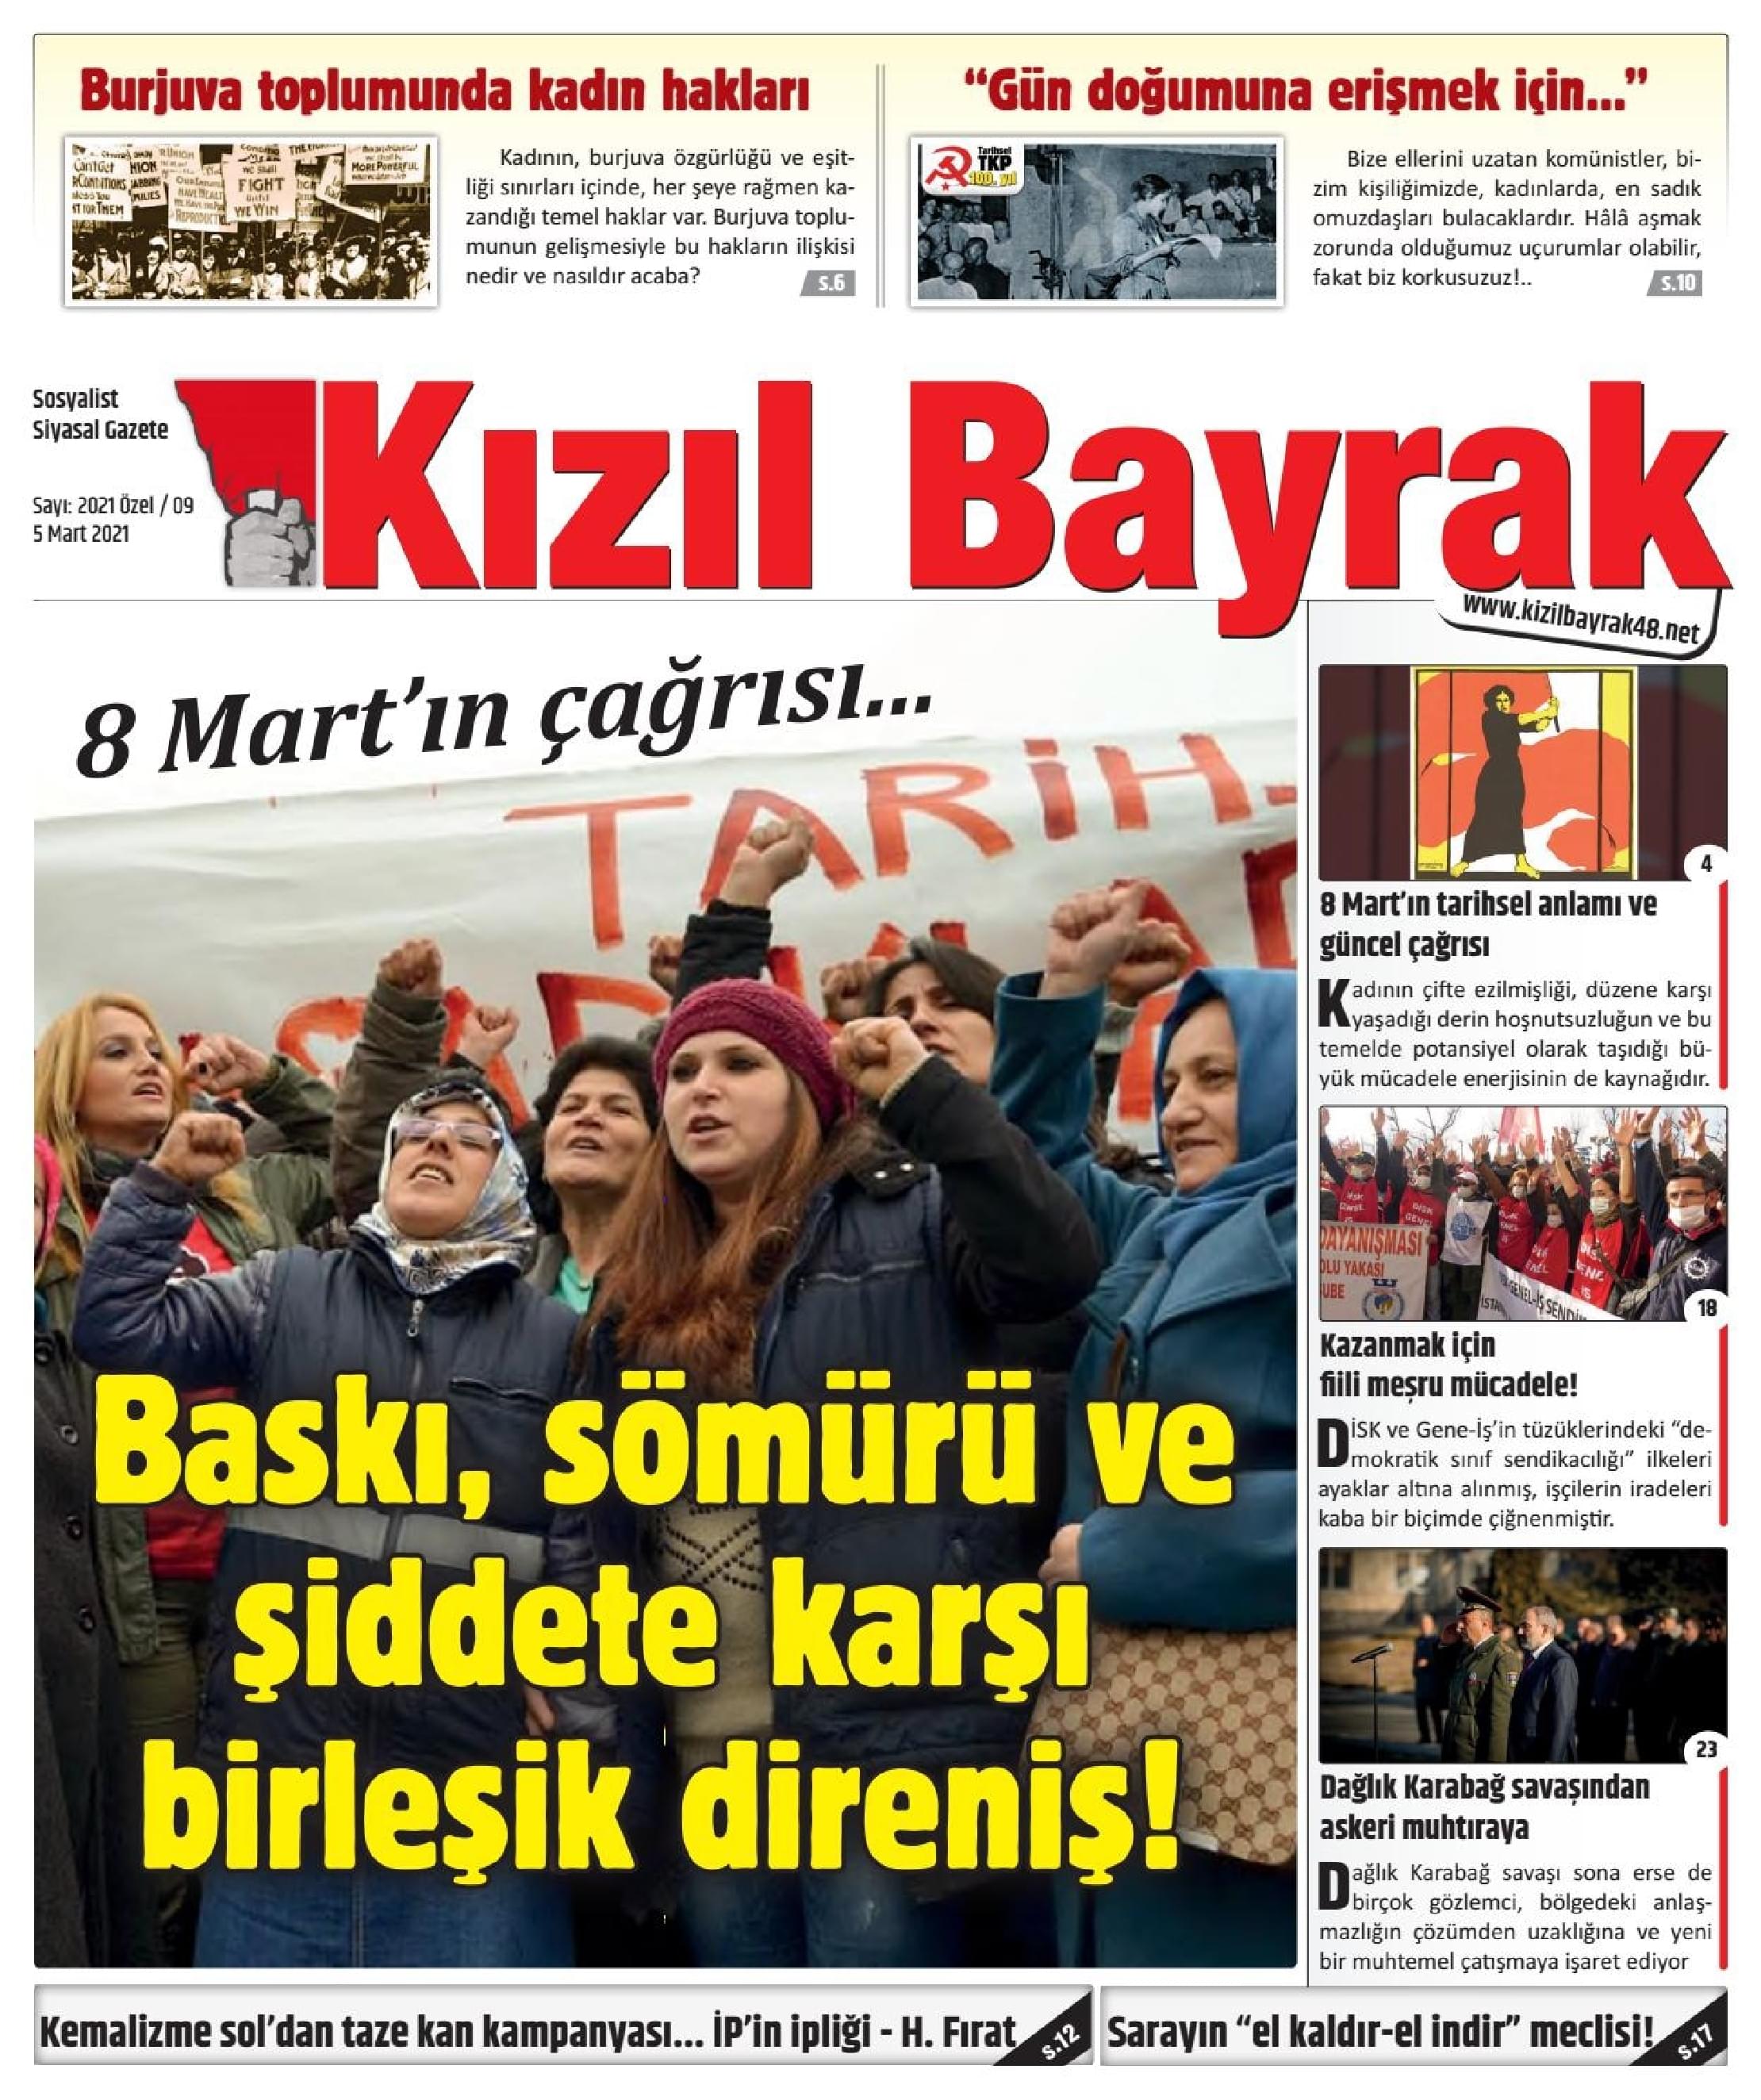 Burjuva toplumunda kadın hakları
Kadının, burjuva özgürlüğü ve eşit-
liği sınırları içinde, her şeye rağmen ka-
zandığı temel haklar var. Burjuva toplu-
munun gelişmesiyle bu hakların ilişkisi
nedir ve nasıldır acaba?
s.6
FIGHT
WE WIN
MORE POWERFUL
“Gün doğumuna erişmek için...”
Tarihsel
TKP
100. yıl
Bize ellerini uzatan komünistler, bi-
zim kişiliğimizde, kadınlarda, en sadık
omuzdaşları bulacaklardır. Hâlâ aşmak
zorunda olduğumuz uçurumlar olabilir,
fakat biz korkusuzuz!..
s.10
Sosyalist
Siyasal Gazete
Sayı: 2021 Özel / 09
5 Mart 2021
Kızıl Bayrak
www.kizilbayrak48.net
8 Mart’ın çağrısı...
TARİH
Baskı, sömürü ve
şiddete karşı
birleşik direniş!
4
8 Mart’ın tarihsel anlamı ve
güncel çağrısı
Kadının çifte ezilmişliği, düzene karşı
yaşadığı derin hoşnutsuzluğun ve bu
temelde potansiyel olarak taşıdığı bü-
yük mücadele enerjisinin de kaynağıdır.
DAYANIŞMASI
OLU YAKASI
UBE
18
Kazanmak için
fiili meşru mücadele!
DİSK ve Gene-İş’in tüzüklerindeki “de-
mokratik sınıf sendikacılığı” ilkeleri
ayaklar altına alınmış, işçilerin iradeleri
kaba bir biçimde çiğnenmiştir.
23
Dağlık Karabağ savaşından
askeri muhtıraya
Dağlık Karabağ savaşı sona erse de
birçok gözlemci, bölgedeki anlaş-
mazlığın çözümden uzaklığına ve yeni
bir muhtemel çatışmaya işaret ediyor
Kemalizme sol’dan taze kan kampanyası... İP’in ipliği - H. Fırat
s.12
Sarayın “el kaldır-el indir” meclisi!
s.17